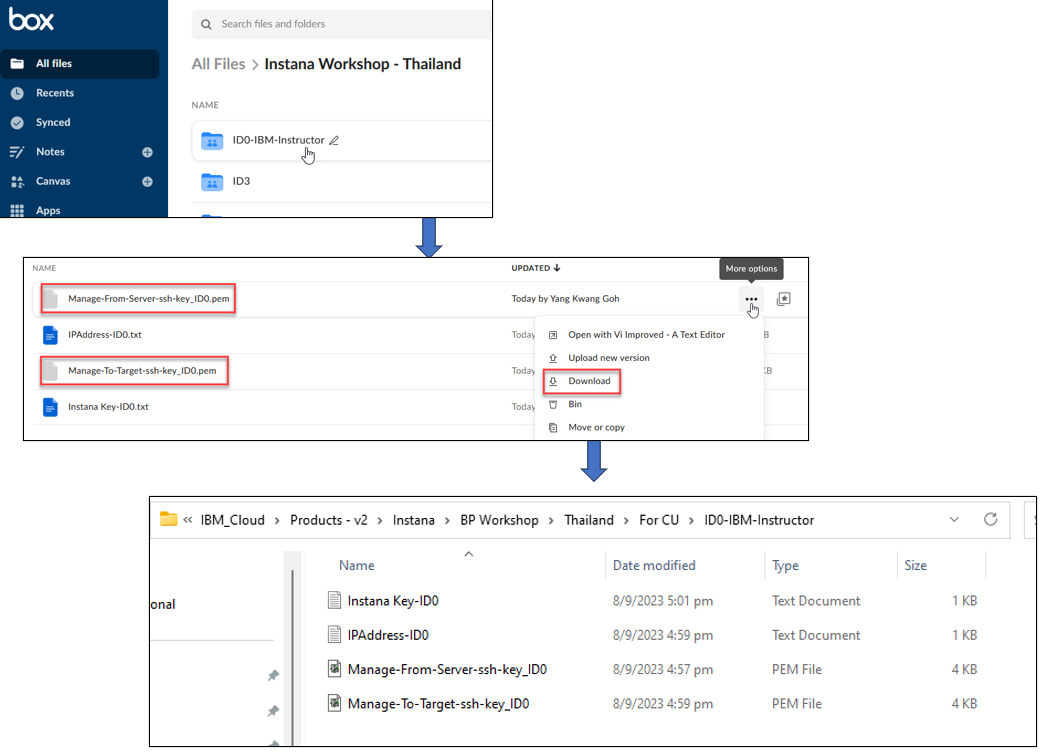 box
Search files and folders
All files
All Files > Instana Workshop - Thailand
Recents
NAME
Synced
Notes
ID0-IBM-Instructor
Canvas
ID3
Apps
NAME
UPDATED
More options
Manage-From-Server-ssh-key_ID0.pem
Today by Yang Kwang Goh
IPAddress-ID0.txt
Today
Open with Vi Improved - A Text Editor
B
Upload new version
Manage-To-Target-ssh-key_ID0.pem
Today
KB
Download
Instana Key-ID0.txt
Today
Bin
Move or copy
« IBM_Cloud > Products - v2 > Instana > BP Workshop > Thailand > For CU > ID0-IBM-Instructor
Name Date modified Type Size
onal
Instana Key-ID0 8/9/2023 5:01 pm Text Document 1 KB
IPAddress-ID0 8/9/2023 4:59 pm Text Document 1 KB
Manage-From-Server-ssh-key_ID0 8/9/2023 4:57 pm PEM File 4 KB
Manage-To-Target-ssh-key_ID0 8/9/2023 4:59 pm PEM File 4 KB